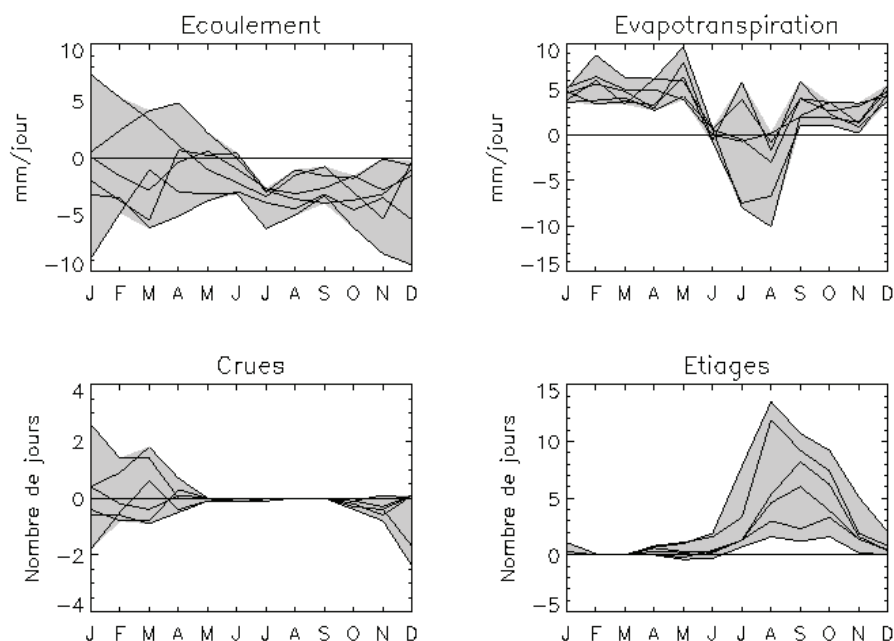 Ecoulement
10
5
0
−5
−10
mm/jour
J F M A M J J A S O N D
Evapotranspiration
10
5
0
−5
−10
−15
mm/jour
J F M A M J J A S O N D
Crues
4
2
0
−2
−4
Nombre de jours
J F M A M J J A S O N D
Etiages
15
10
5
0
−5
Nombre de jours
J F M A M J J A S O N D